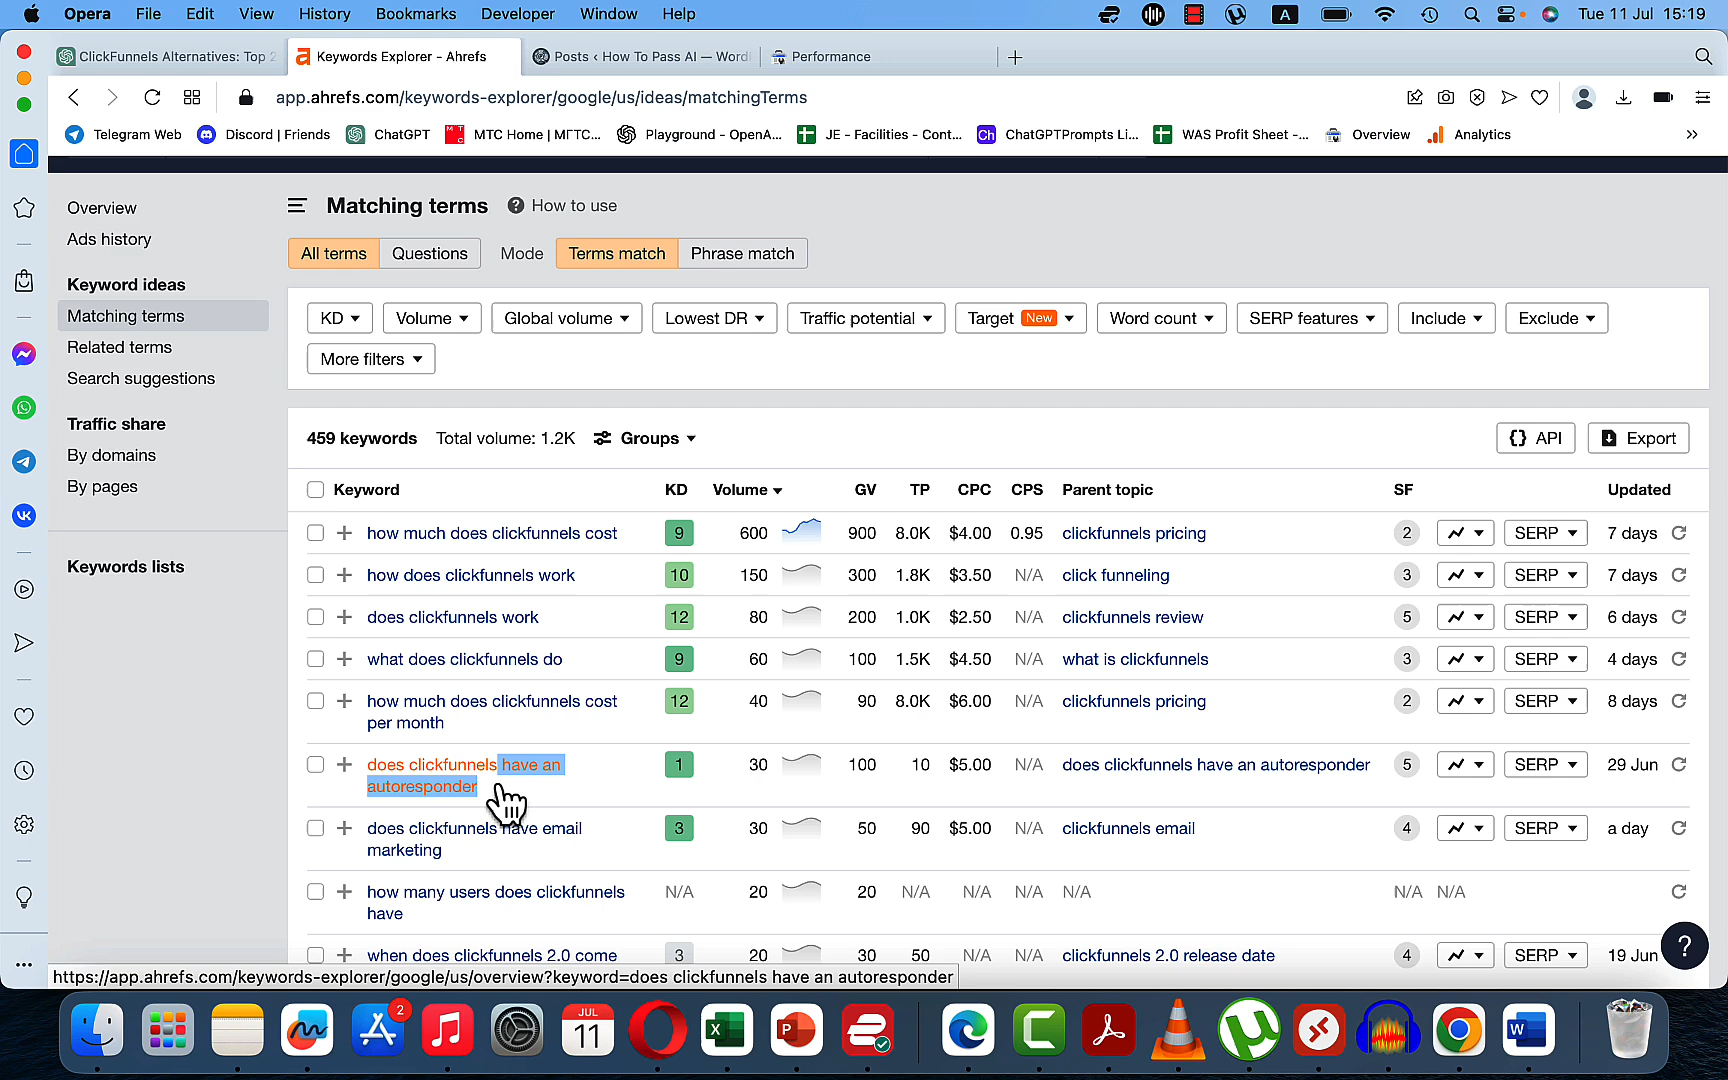 Opera File Edit View History Bookmarks Developer Window Help A Tue 11 Jul 15:19
ClickFunnels Alternatives: Top 2 Keywords Explorer - Ahrefs Posts ‹ How To Pass AI — Word Performance
app.ahrefs.com/keywords-explorer/google/us/ideas/matchingTerms
Telegram Web Discord | Friends ChatGPT МТС Home | МГТС... Playground - OpenA... JE - Facilities - Cont... Ch ChatGPTPrompts Li... WAS Profit Sheet -... Overview Analytics
Overview
Ads history
Keyword ideas
Matching terms
Related terms
Search suggestions
Traffic share
By domains
By pages
Keywords lists
Matching terms ? How to use
All terms Questions Mode Terms match Phrase match
KD Volume Global volume Lowest DR Traffic potential Target New Word count SERP features Include Exclude
More filters
459 keywords Total volume: 1.2K Groups {} API Export
Keyword KD Volume GV TP CPC CPS Parent topic SF Updated
how much does clickfunnels cost 9 600 900 8.0K $4.00 0.95 clickfunnels pricing 2 SERP 7 days
how does clickfunnels work 10 150 300 1.8K $3.50 N/A click funneling 3 SERP 7 days
does clickfunnels work 12 80 200 1.0K $2.50 N/A clickfunnels review 5 SERP 6 days
what does clickfunnels do 9 60 100 1.5K $4.50 N/A what is clickfunnels 3 SERP 4 days
how much does clickfunnels cost
per month 12 40 90 8.0K $6.00 N/A clickfunnels pricing 2 SERP 8 days
does clickfunnels have an
autoresponder 1 30 100 10 $5.00 N/A does clickfunnels have an autoresponder 5 SERP 29 Jun
does clickfunnels have email
marketing 3 30 50 90 $5.00 N/A clickfunnels email 4 SERP a day
how many users does clickfunnels
have N/A 20 20 N/A N/A N/A N/A N/A N/A
when does clickfunnels 2.0 come 3 20 30 50 N/A N/A clickfunnels 2.0 release date 4 SERP 19 Jun
?
https://app.ahrefs.com/keywords-explorer/google/us/overview?keyword=does clickfunnels have an autoresponder
2
JUL
11
X P C W